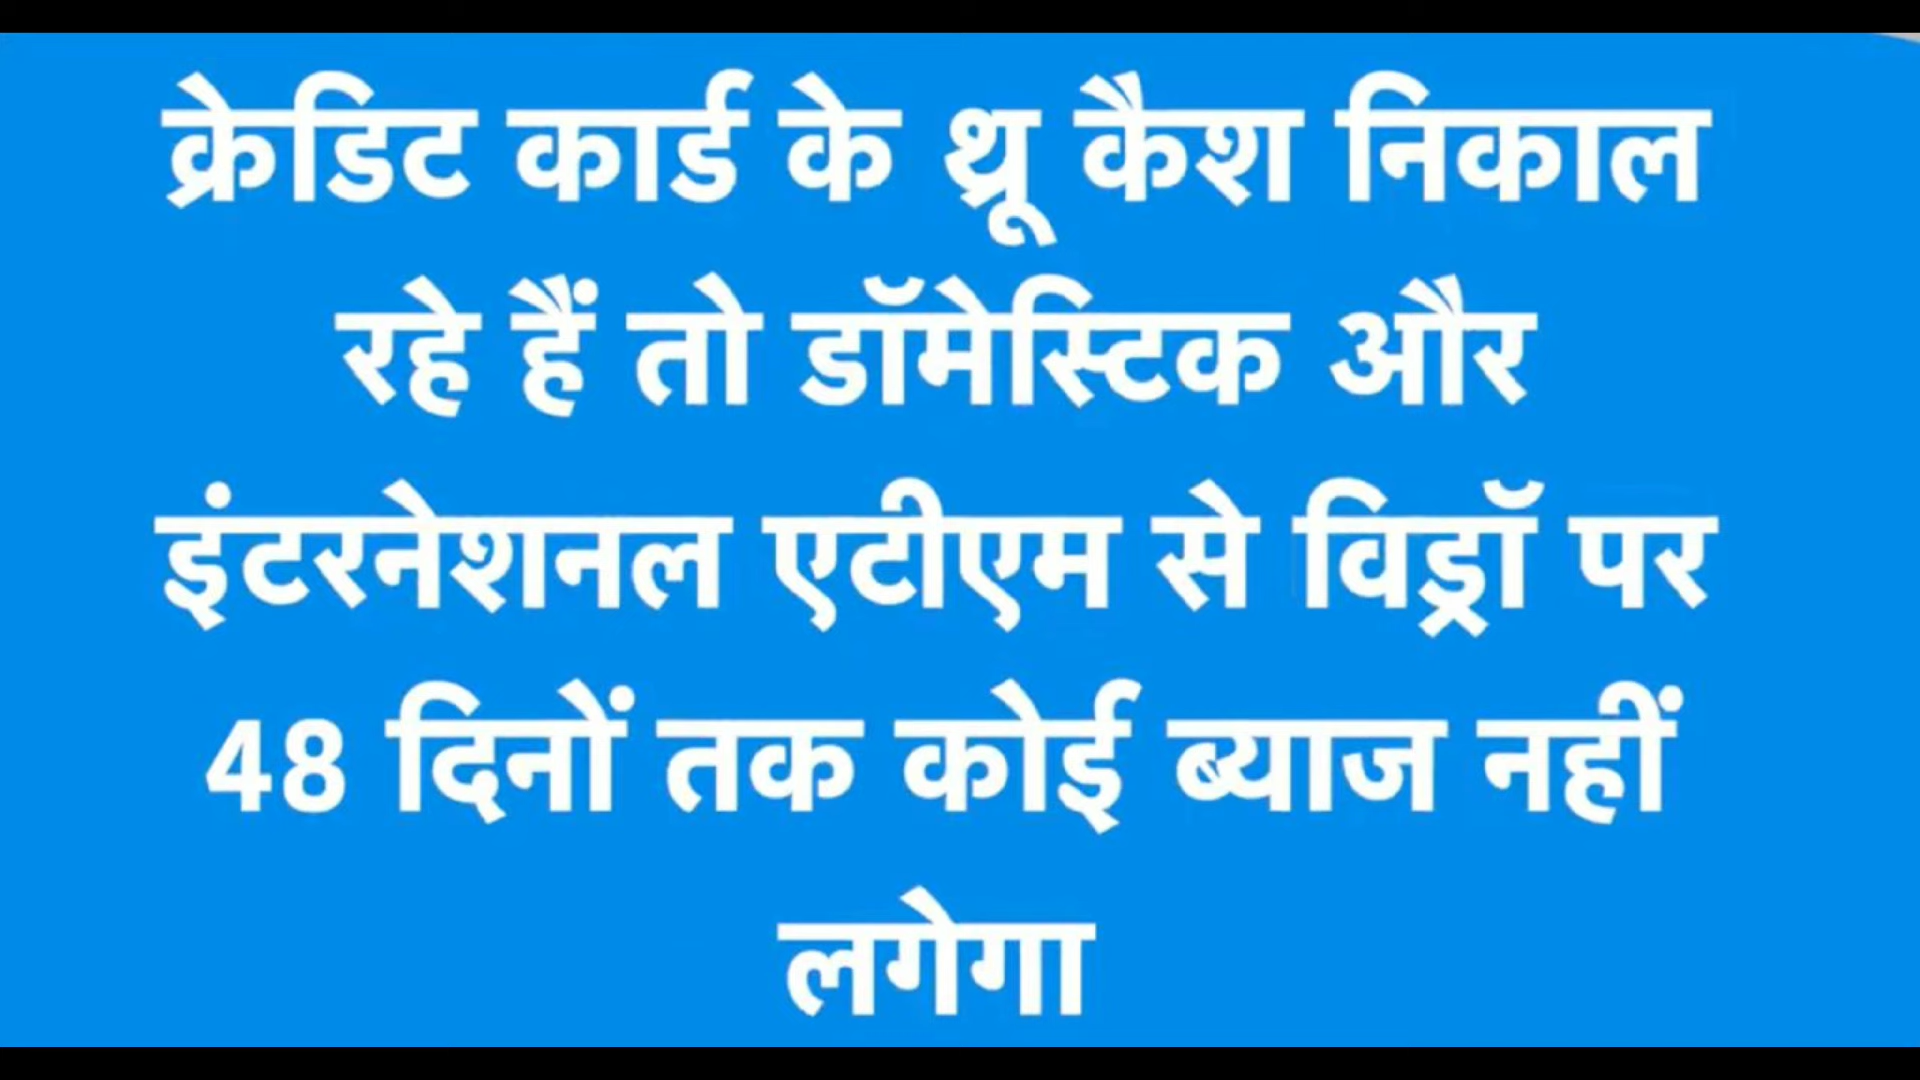 क्रेडिट कार्ड के थ्रू कैश निकाल
रहे हैं तो डॉमेस्टिक और
इंटरनेशनल एटीएम से विड्रॉ पर
48 दिनों तक कोई ब्याज नहीं
लगेगा